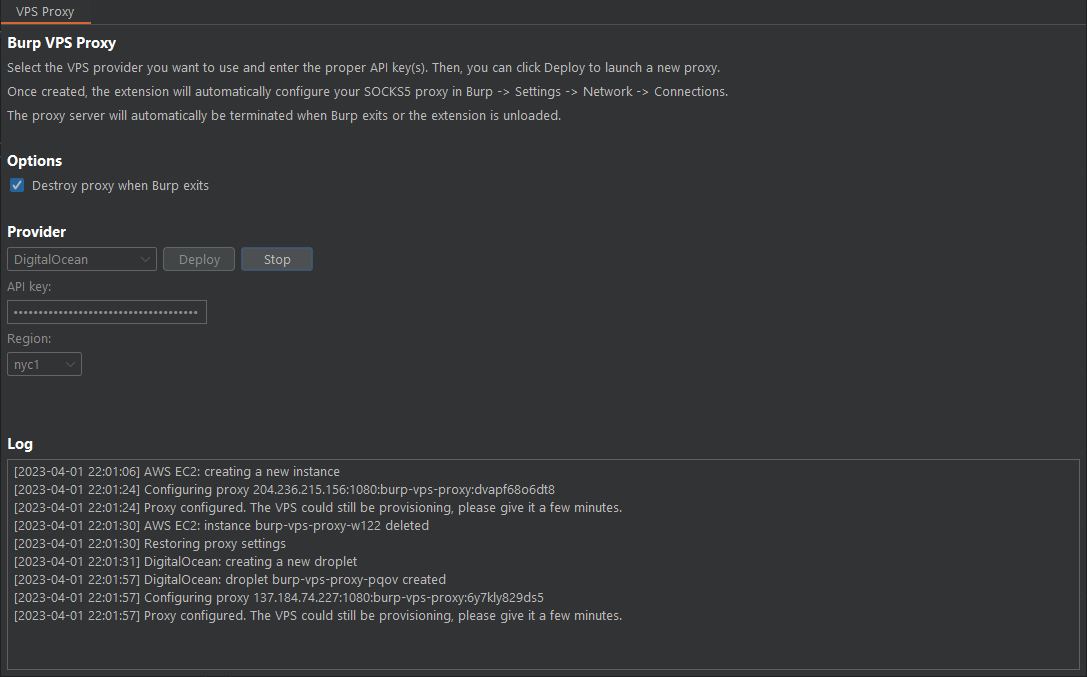 VPS Proxy
Burp VPS Proxy
Select the VPS provider you want to use and enter the proper API key(s). Then, you can click Deploy to launch a new proxy.
Once created, the extension will automatically configure your SOCKS5 proxy in Burp -> Settings -> Network -> Connections.
The proxy server will automatically be terminated when Burp exits or the extension is unloaded.
Options
Destroy proxy when Burp exits
Provider
DigitalOcean Deploy Stop
API key:
••••••••••••••••••••••••••••••••••••
Region:
nyc1
Log
[2023-04-01 22:01:06] AWS EC2: creating a new instance
[2023-04-01 22:01:24] Configuring proxy 204.236.215.156:1080:burp-vps-proxy:dvapf68o6dt8
[2023-04-01 22:01:24] Proxy configured. The VPS could still be provisioning, please give it a few minutes.
[2023-04-01 22:01:30] AWS EC2: instance burp-vps-proxy-w122 deleted
[2023-04-01 22:01:30] Restoring proxy settings
[2023-04-01 22:01:31] DigitalOcean: creating a new droplet
[2023-04-01 22:01:57] DigitalOcean: droplet burp-vps-proxy-pqov created
[2023-04-01 22:01:57] Configuring proxy 137.184.74.227:1080:burp-vps-proxy:6y7kly829ds5
[2023-04-01 22:01:57] Proxy configured. The VPS could still be provisioning, please give it a few minutes.